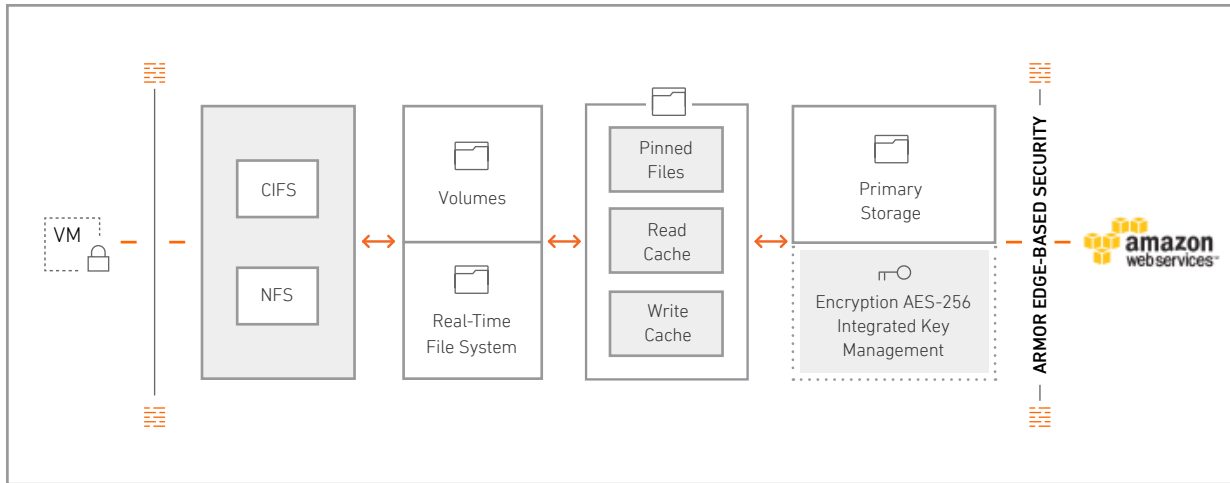 VM
CIFS
NFS
Volumes
Real-Time
File System
Pinned
Files
Read
Cache
Write
Cache
Primary
Storage
Encryption AES-256
Integrated Key
Management
ARMOR EDGE-BASED SECURITY
amazon
webservices™